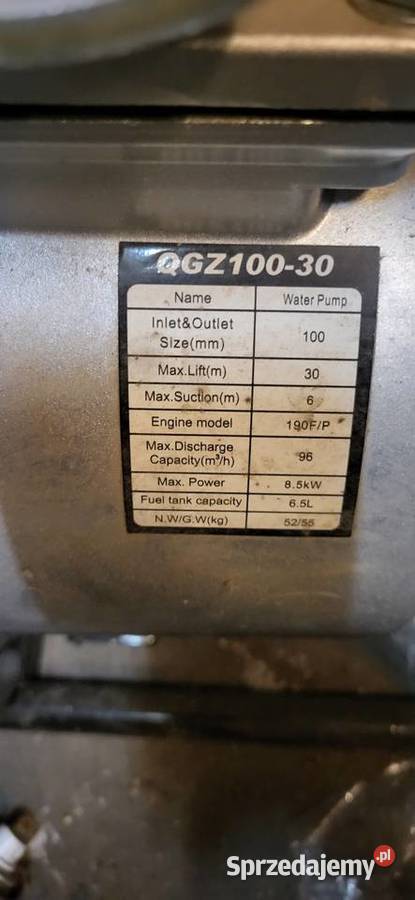 QGZ100-30
Name Water Pump
Inlet&Outlet
Size(mm) 100
Max.Lift(m) 30
Max.Suction(m) 6
Engine model 190F/P
Max.Discharge
Capacity(m³/h) 96
Max. Power 8.5kW
Fuel tank capacity 6.5L
N.W/G.W(kg) 52/55
Sprzedajemy.pl